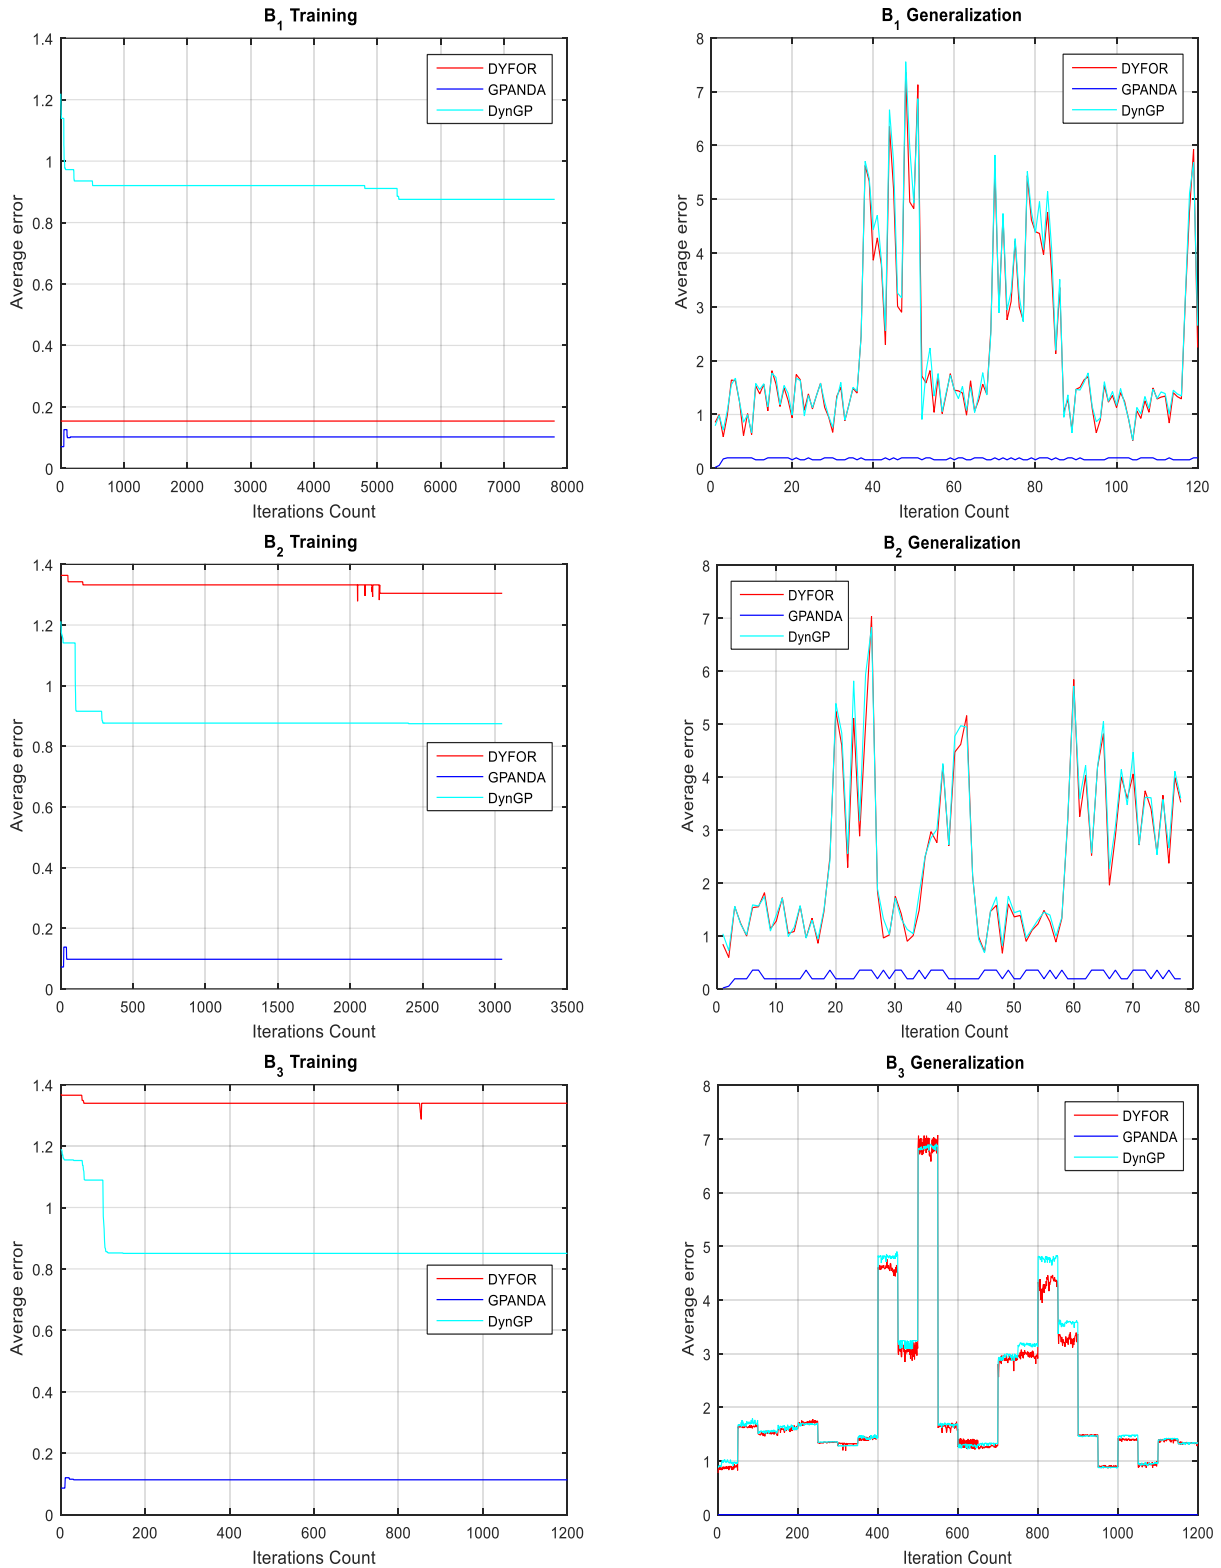 B1 Training
1.4
1.2
1
0.8
0.6
0.4
0.2
0
Average error
DYFOR
GPANDA
DynGP
0 1000 2000 3000 4000 5000 6000 7000 8000
Iterations Count
B1 Generalization
8
7
6
5
4
3
2
1
0
Average error
DYFOR
GPANDA
DynGP
0 20 40 60 80 100 120
Iteration Count
B2 Training
1.4
1.2
1
0.8
0.6
0.4
0.2
0
Average error
DYFOR
GPANDA
DynGP
0 500 1000 1500 2000 2500 3000 3500
Iterations Count
B2 Generalization
8
7
6
5
4
3
2
1
0
Average error
DYFOR
GPANDA
DynGP
0 10 20 30 40 50 60 70 80
Iteration Count
B3 Training
1.4
1.2
1
0.8
0.6
0.4
0.2
0
Average error
DYFOR
GPANDA
DynGP
0 200 400 600 800 1000 1200
Iterations Count
B3 Generalization
8
7
6
5
4
3
2
1
0
Average error
DYFOR
GPANDA
DynGP
0 200 400 600 800 1000 1200
Iteration Count